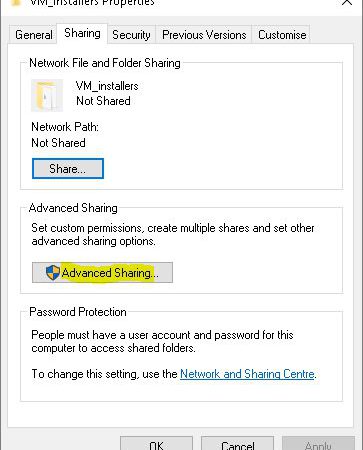 VM_installers Properties
General Sharing Security Previous Versions Customise
Network File and Folder Sharing
VM_installers
Not Shared
Network Path:
Not Shared
Share...
Advanced Sharing
Set custom permissions, create multiple shares and set other
advanced sharing options.
Advanced Sharing...
Password Protection
People must have a user account and password for this
computer to access shared folders.
To change this setting, use the Network and Sharing Centre.
OK Cancel Apply